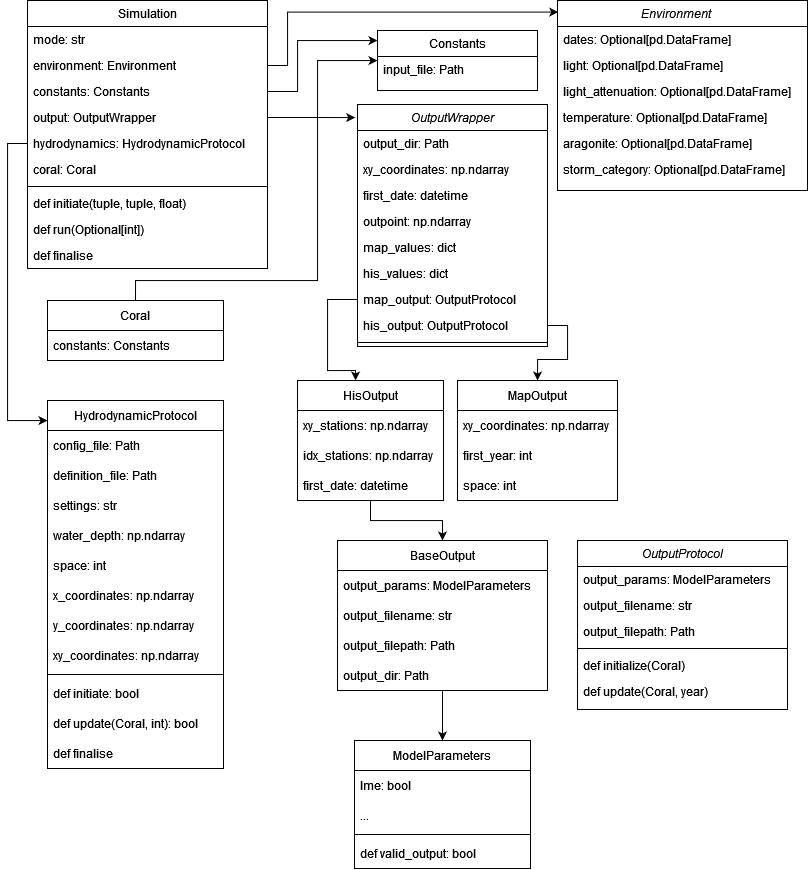 Simulation
mode: str
environment: Environment
constants: Constants
output: OutputWrapper
hydrodynamics: HydrodynamicProtocol
coral: Coral
def initiate(tuple, tuple, float)
def run(Optional[int])
def finalise
Constants
input_file: Path
Environment
dates: Optional[pd.DataFrame]
light: Optional[pd.DataFrame]
light_attenuation: Optional[pd.DataFrame]
temperature: Optional[pd.DataFrame]
aragonite: Optional[pd.DataFrame]
storm_category: Optional[pd.DataFrame]
OutputWrapper
output_dir: Path
xy_coordinates: np.ndarray
first_date: datetime
outpoint: np.ndarray
map_values: dict
his_values: dict
map_output: OutputProtocol
his_output: OutputProtocol
Coral
constants: Constants
HydrodynamicProtocol
config_file: Path
definition_file: Path
settings: str
water_depth: np.ndarray
space: int
x_coordinates: np.ndarray
y_coordinates: np.ndarray
xy_coordinates: np.ndarray
def initiate: bool
def update(Coral, int): bool
def finalise
HisOutput
xy_stations: np.ndarray
idx_stations: np.ndarray
first_date: datetime
MapOutput
xy_coordinates: np.ndarray
first_year: int
space: int
BaseOutput
output_params: ModelParameters
output_filename: str
output_filepath: Path
output_dir: Path
OutputProtocol
output_params: ModelParameters
output_filename: str
output_filepath: Path
def initialize(Coral)
def update(Coral, year)
ModelParameters
lme: bool
...
def valid_output: bool